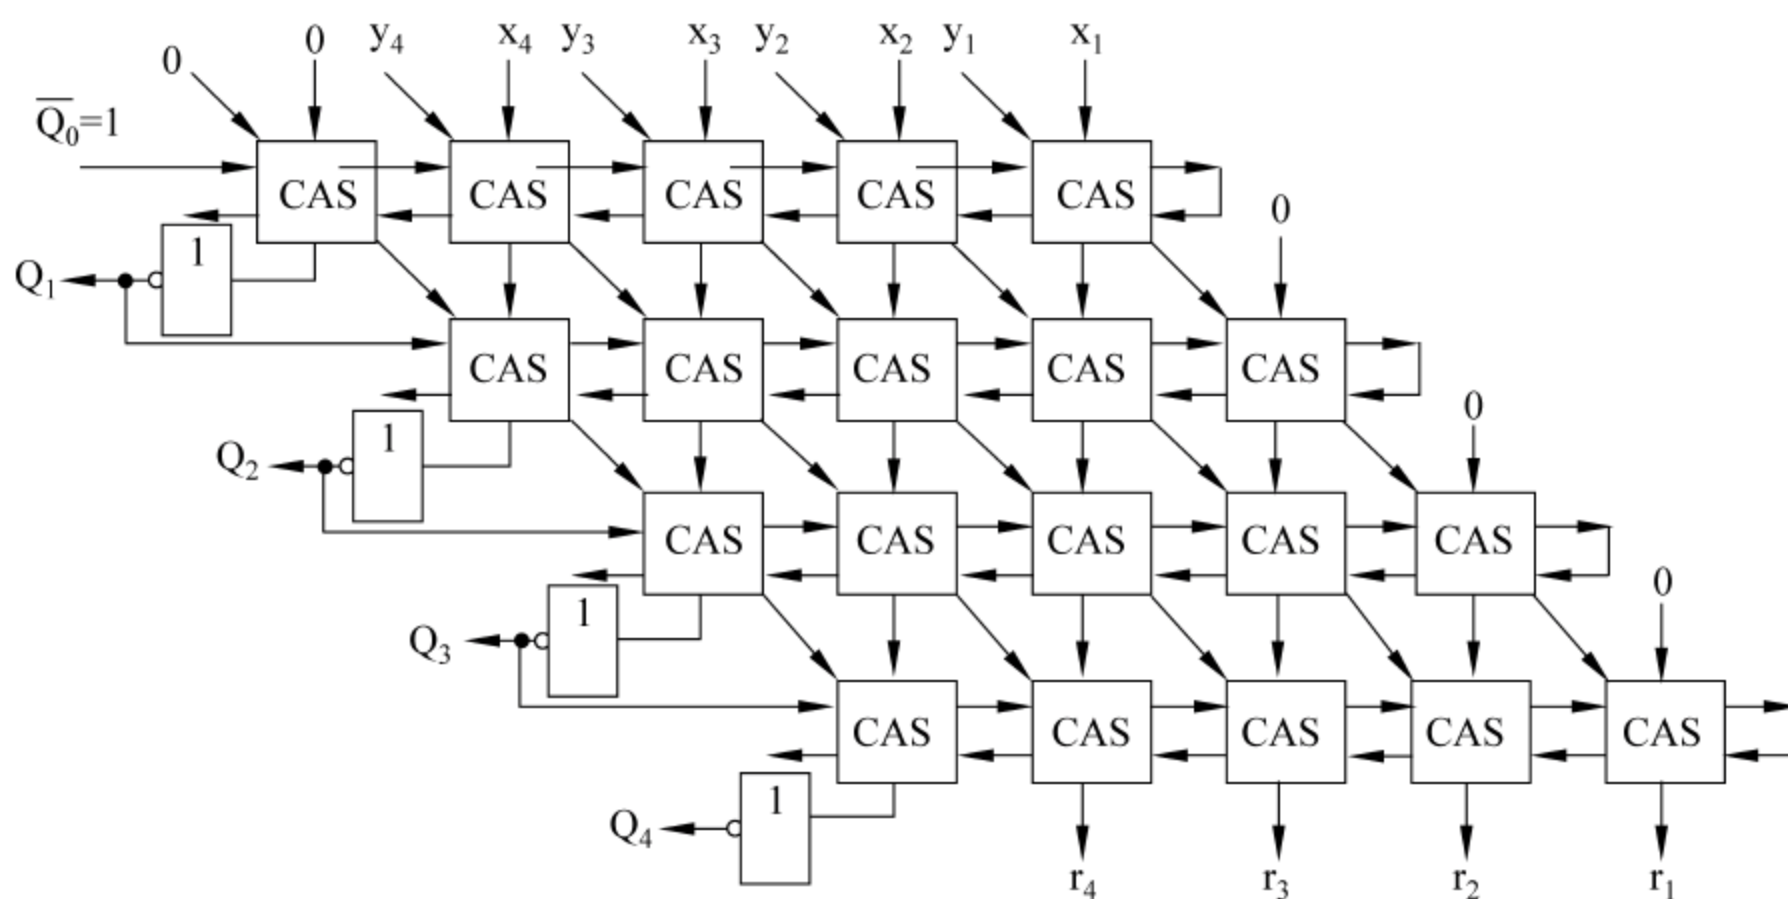 0 0 y₄ x₄ y₃ x₃ y₂ x₂ y₁ x₁
Q̅₀=1
CAS CAS CAS CAS CAS
0
1
Q₁
CAS CAS CAS CAS CAS
0
1
Q₂
CAS CAS CAS CAS CAS
0
1
Q₃
CAS CAS CAS CAS CAS
1
Q₄
r₄ r₃ r₂ r₁